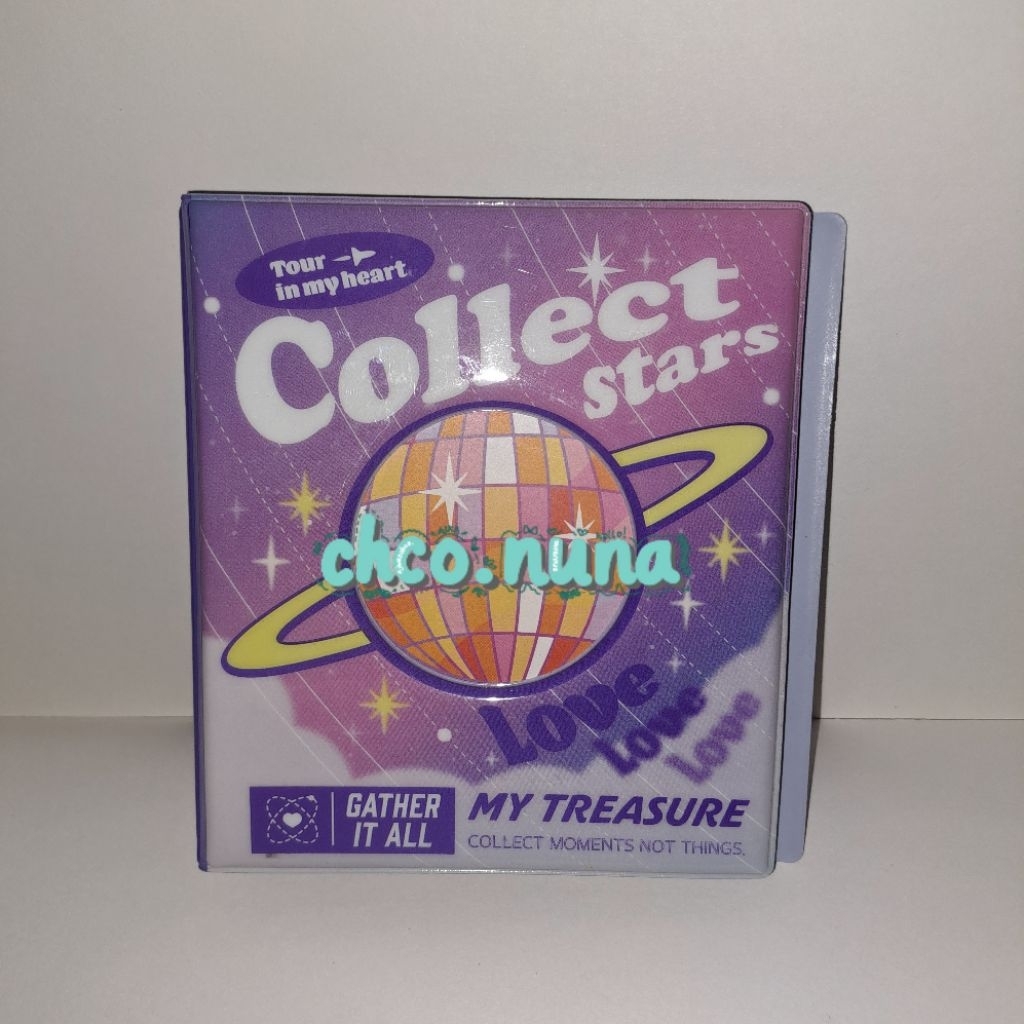 Tour
in my heart
Collect
stars
chco.nuna
Love
Love
Love
GATHER
IT ALL
MY TREASURE
COLLECT MOMENTS NOT THINGS.